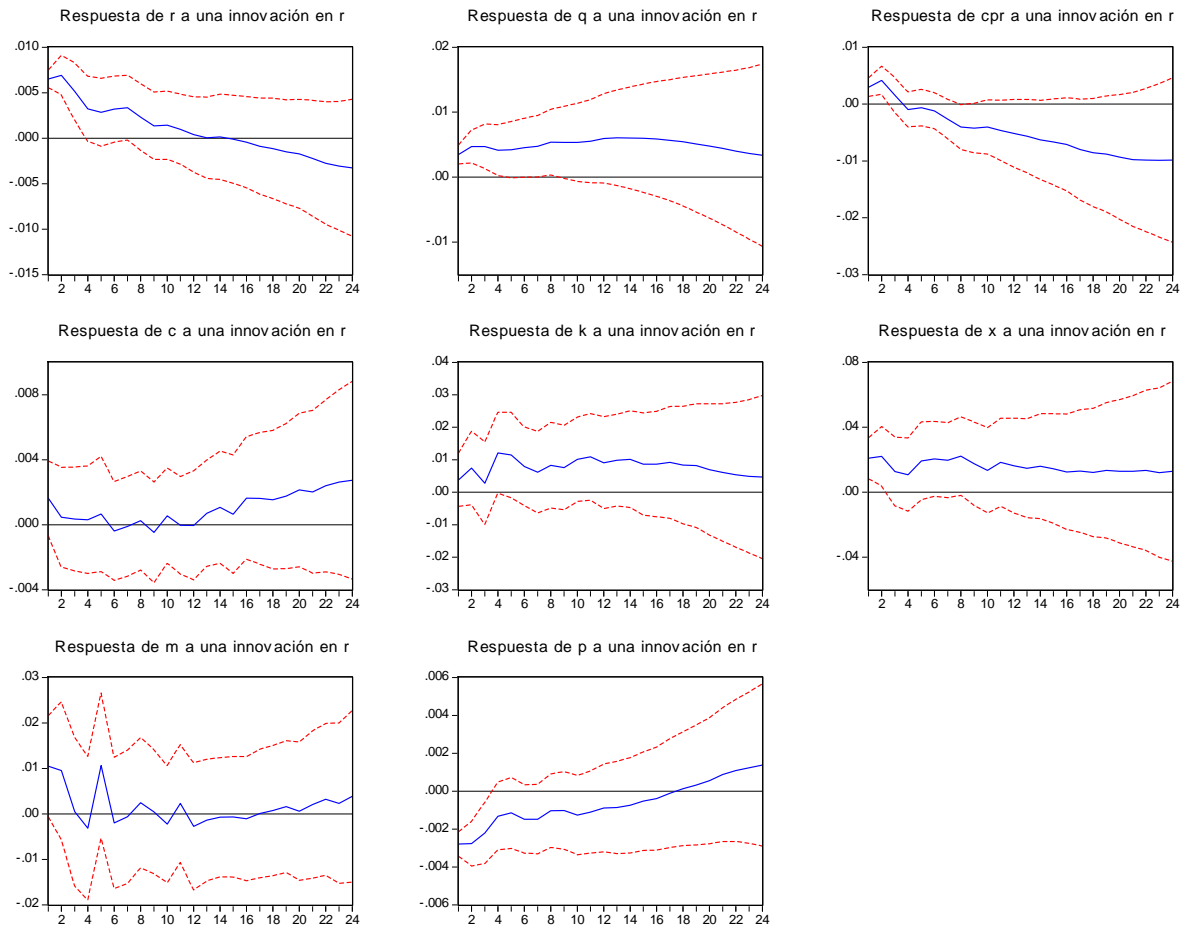 Respuesta de r a una innovación en r
.010
.005
.000
-.005
-.010
-.015
2 4 6 8 10 12 14 16 18 20 22 24
Respuesta de q a una innovación en r
.02
.01
.00
-.01
2 4 6 8 10 12 14 16 18 20 22 24
Respuesta de cpr a una innovación en r
.01
.00
-.01
-.02
-.03
2 4 6 8 10 12 14 16 18 20 22 24
Respuesta de c a una innovación en r
.008
.004
.000
-.004
2 4 6 8 10 12 14 16 18 20 22 24
Respuesta de k a una innovación en r
.04
.03
.02
.01
.00
-.01
-.02
-.03
2 4 6 8 10 12 14 16 18 20 22 24
Respuesta de x a una innovación en r
.08
.04
.00
-.04
2 4 6 8 10 12 14 16 18 20 22 24
Respuesta de m a una innovación en r
.03
.02
.01
.00
-.01
-.02
2 4 6 8 10 12 14 16 18 20 22 24
Respuesta de p a una innovación en r
.006
.004
.002
.000
-.002
-.004
-.006
2 4 6 8 10 12 14 16 18 20 22 24